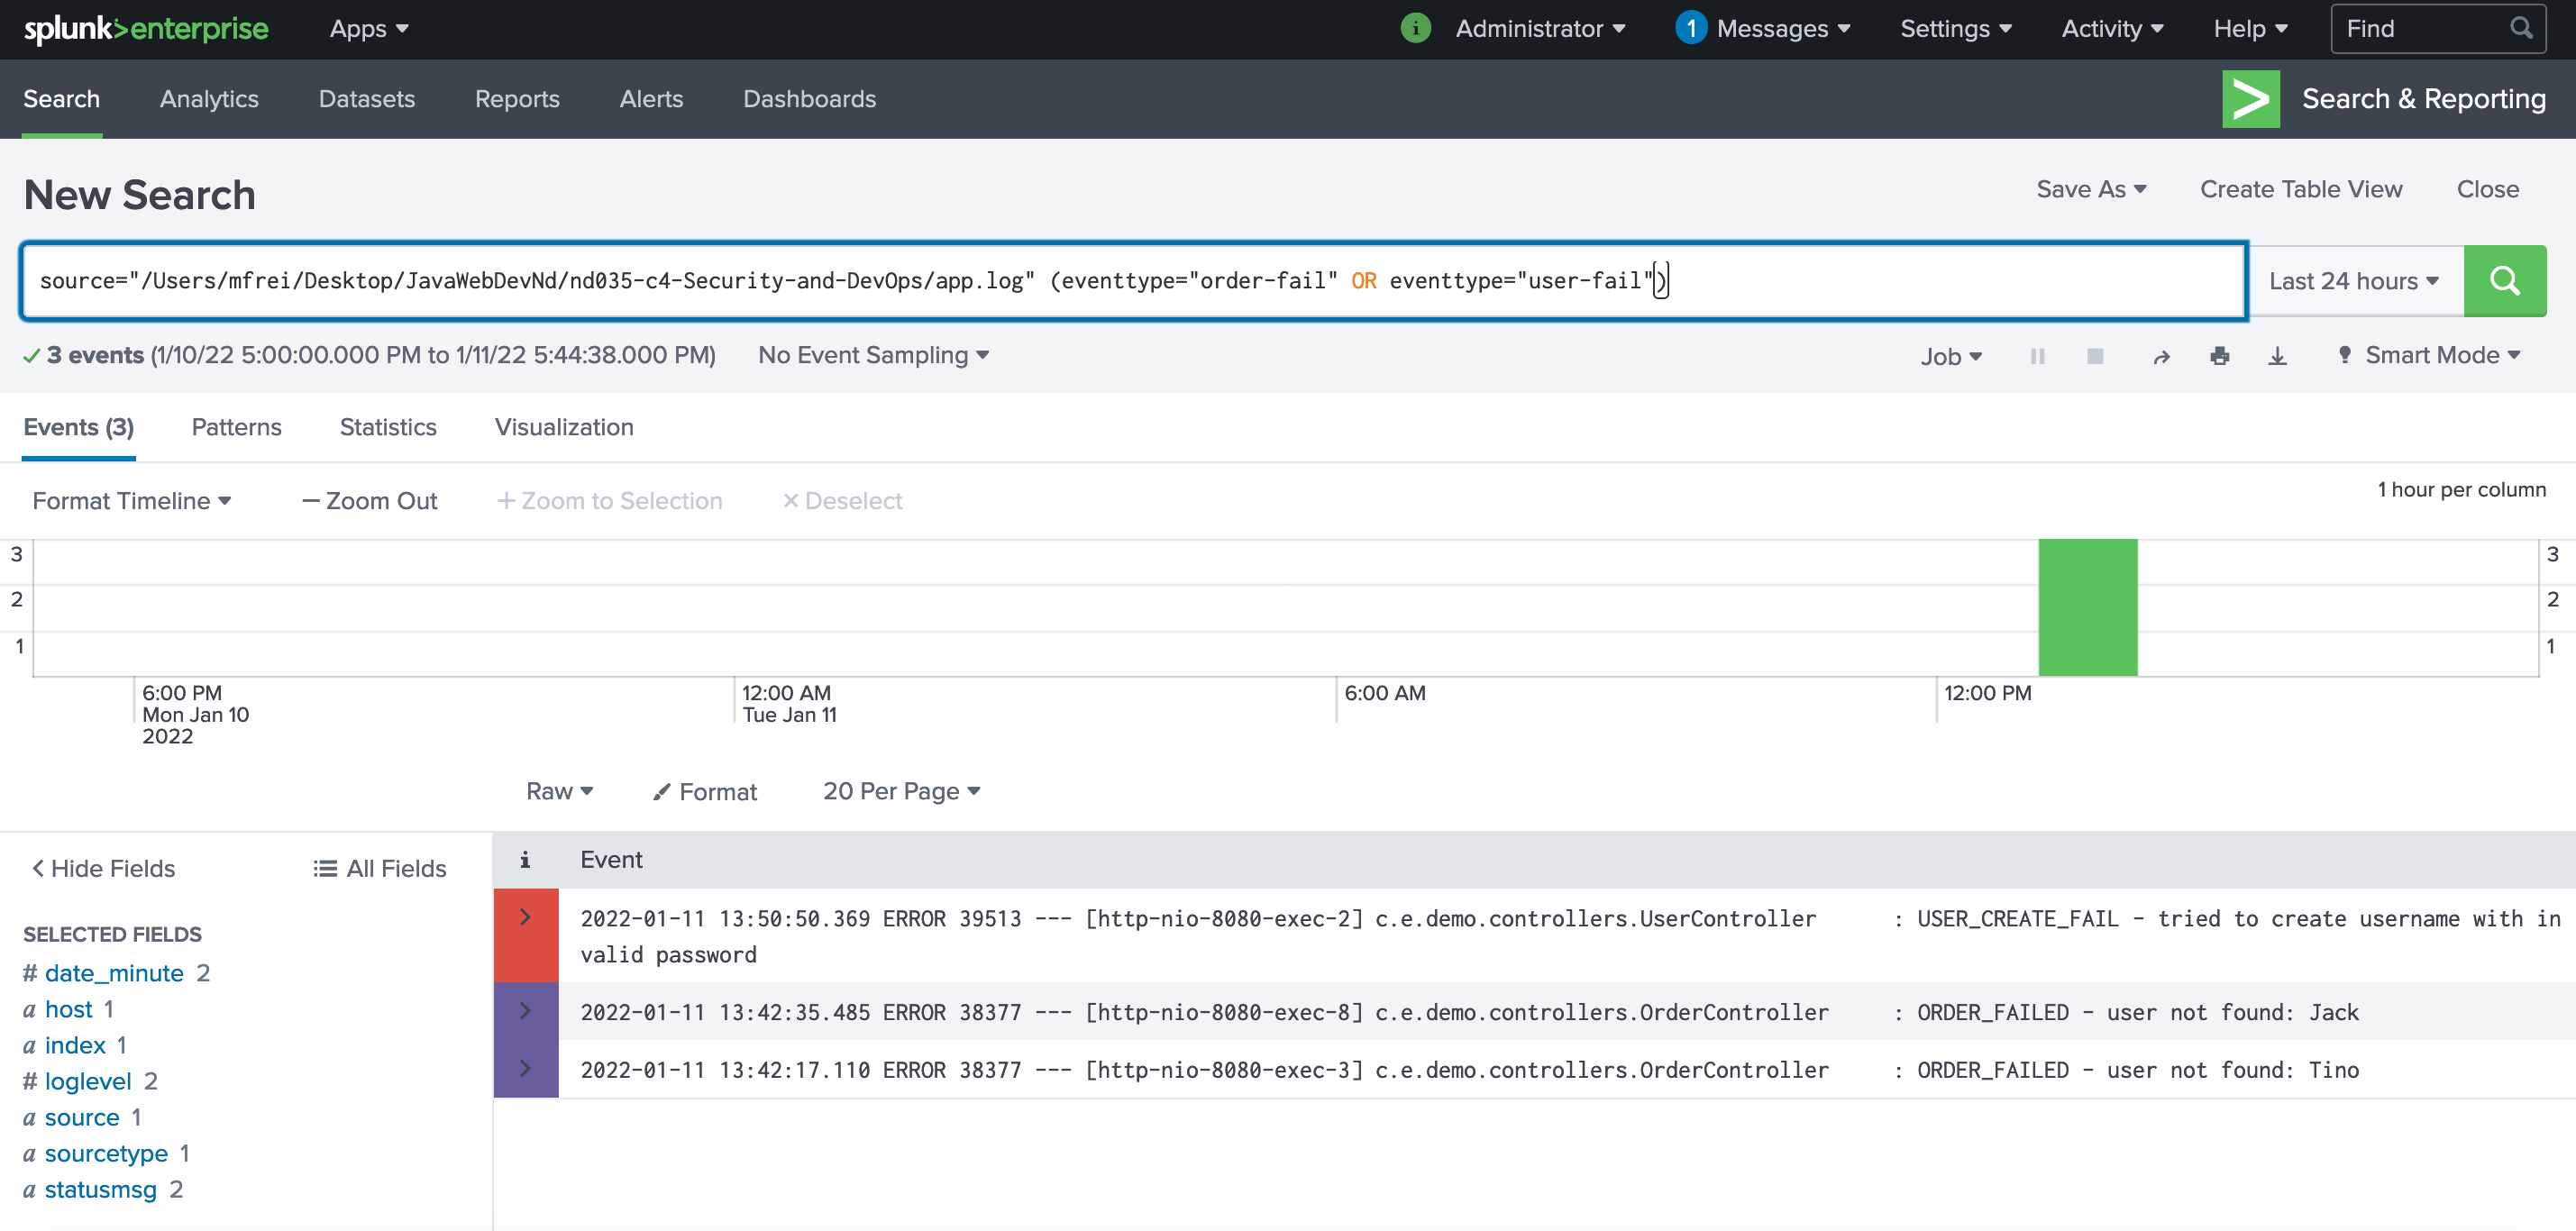 splunk>enterprise Apps i Administrator 1 Messages Settings Activity Help Find
Search Analytics Datasets Reports Alerts Dashboards Search & Reporting
New Search Save As Create Table View Close
source="/Users/mfrei/Desktop/JavaWebDevNd/nd035-c4-Security-and-DevOps/app.log" (eventtype="order-fail" OR eventtype="user-fail") Last 24 hours
3 events (1/10/22 5:00:00.000 PM to 1/11/22 5:44:38.000 PM) No Event Sampling Job Smart Mode
Events (3) Patterns Statistics Visualization
Format Timeline — Zoom Out + Zoom to Selection × Deselect 1 hour per column
3 3
2 2
1 1
6:00 PM 12:00 AM 6:00 AM 12:00 PM
Mon Jan 10 Tue Jan 11
2022
Raw Format 20 Per Page
< Hide Fields All Fields i Event
SELECTED FIELDS
# date_minute 2
a host 1
a index 1
# loglevel 2
a source 1
a sourcetype 1
a statusmsg 2
2022-01-11 13:50:50.369 ERROR 39513 --- [http-nio-8080-exec-2] c.e.demo.controllers.UserController : USER_CREATE_FAIL - tried to create username with in
valid password
2022-01-11 13:42:35.485 ERROR 38377 --- [http-nio-8080-exec-8] c.e.demo.controllers.OrderController : ORDER_FAILED - user not found: Jack
2022-01-11 13:42:17.110 ERROR 38377 --- [http-nio-8080-exec-3] c.e.demo.controllers.OrderController : ORDER_FAILED - user not found: Tino